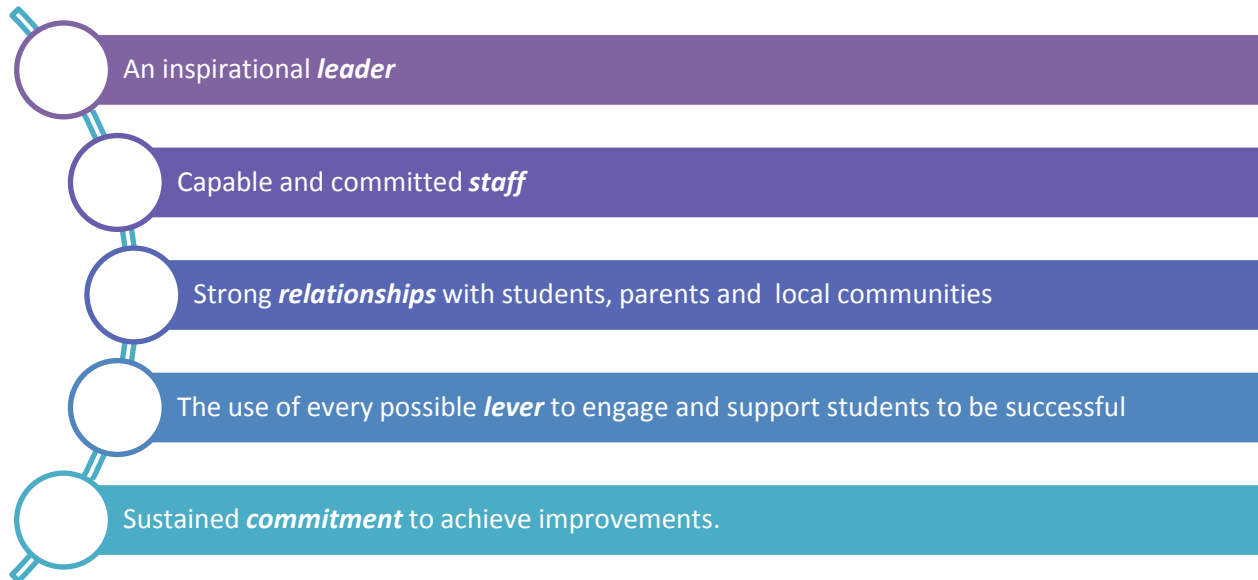 An inspirational leader
Capable and committed staff
Strong relationships with students, parents and  local communities
The use of every possible lever to engage and support students to be successful
Sustained commitment to achieve improvements.